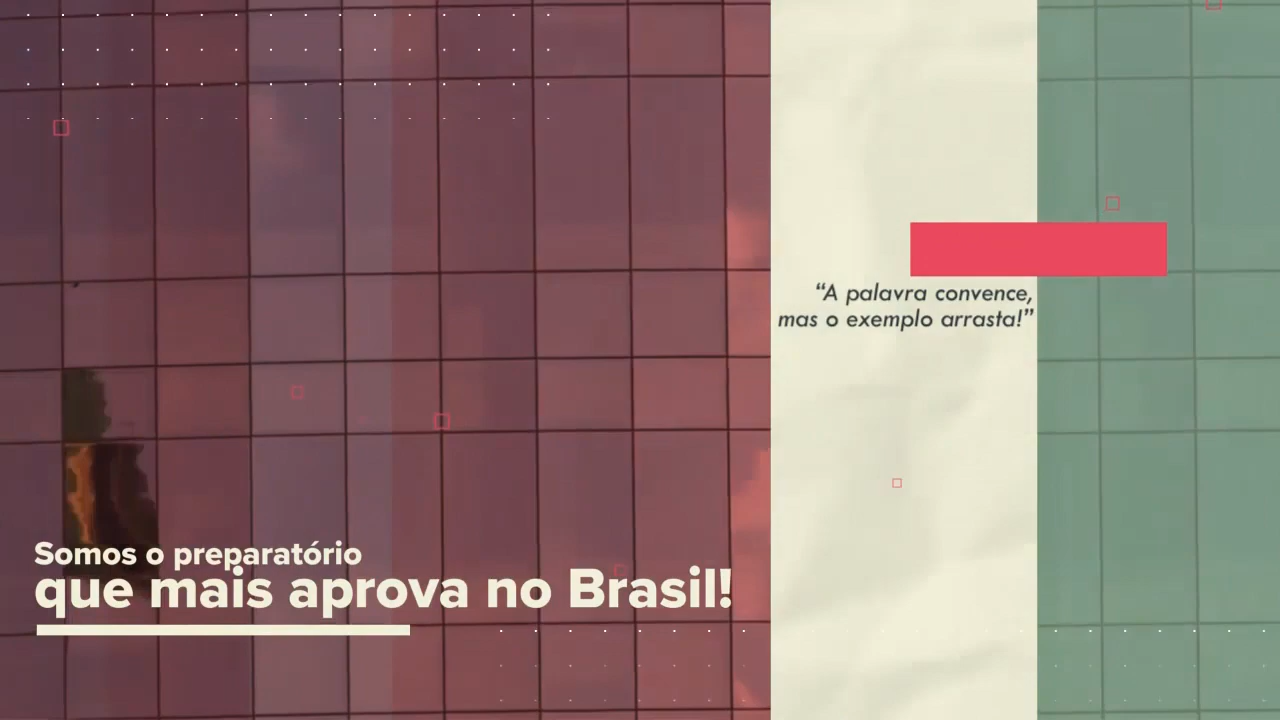 “A palavra convence,
mas o exemplo arrasta!”
Somos o preparatório
que mais aprova no Brasil!